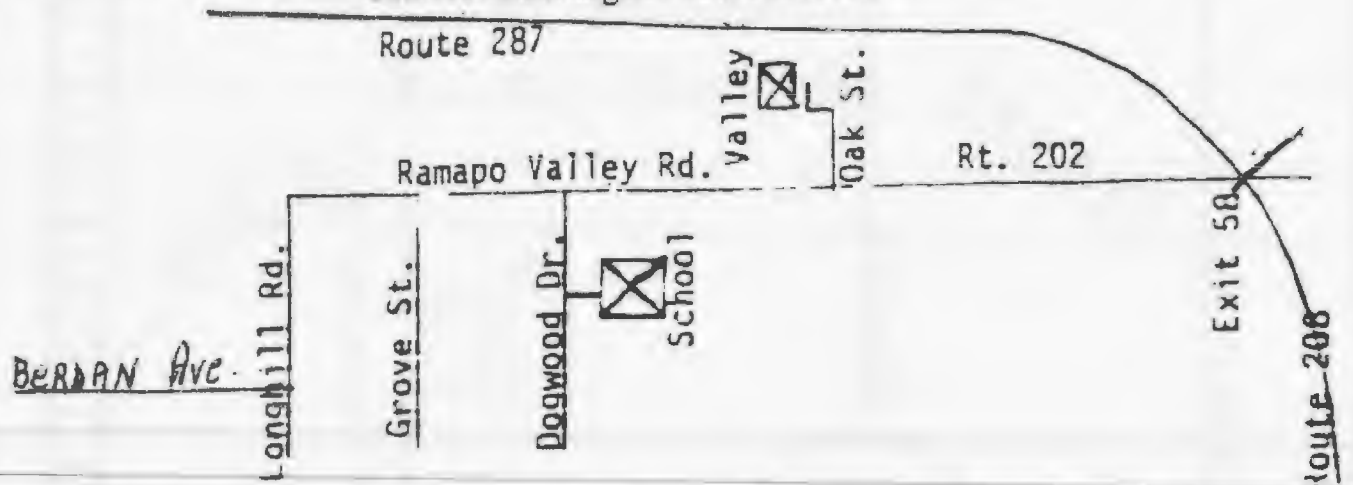 Route 287
Valley
Oak St.
Ramapo Valley Rd.
Rt. 202
Exit 58
Longhill Rd.
Grove St.
Dogwood Dr.
School
BERDAN Ave.
Route 208